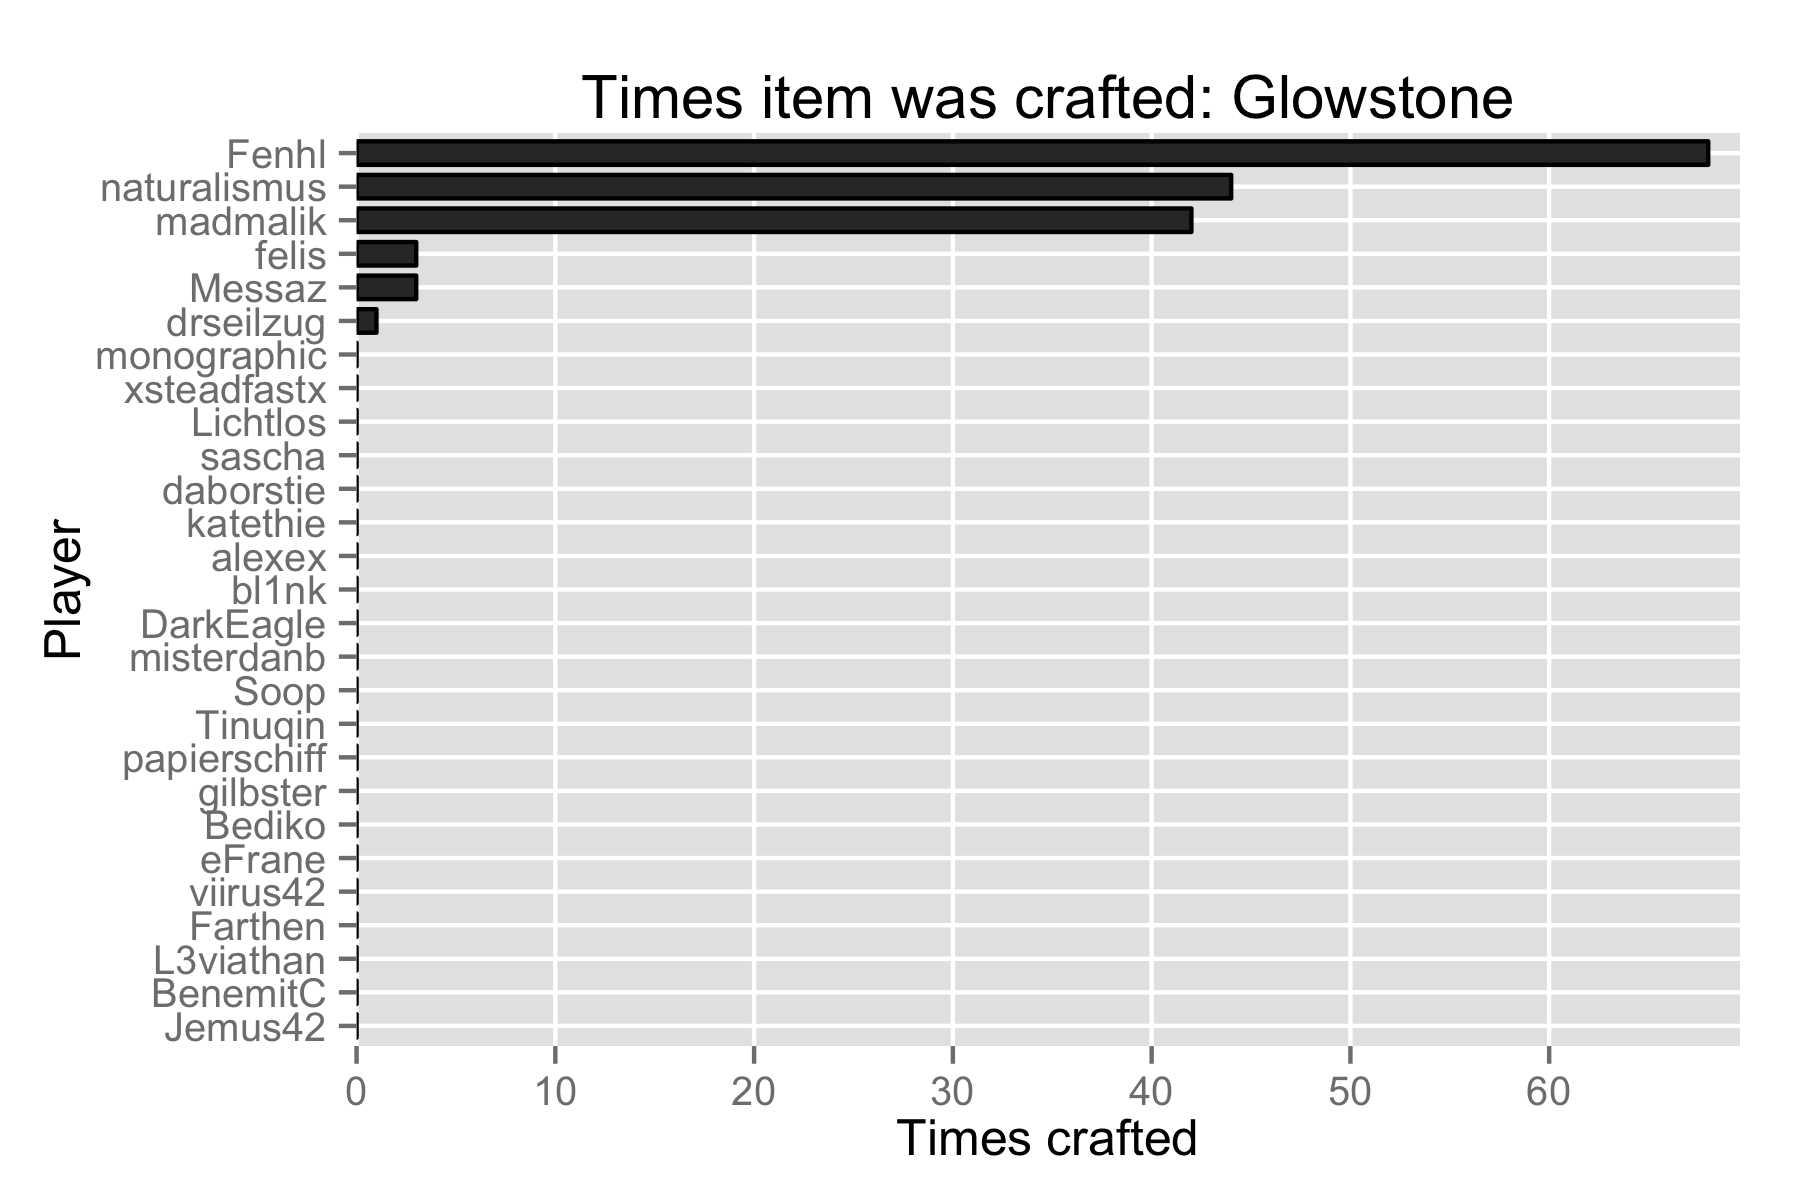 Times item was crafted: Glowstone
Fenhl
naturalismus
madmalik
felis
Messaz
drseilzug
monographic
xsteadfastx
Lichtlos
sascha
daborstie
katethie
alexex
bl1nk
DarkEagle
misterdanb
Soop
Tinuqin
papierschiff
gilbster
Bediko
eFrane
viirus42
Farthen
L3viathan
BenemitC
Jemus42
Player
0 10 20 30 40 50 60
Times crafted